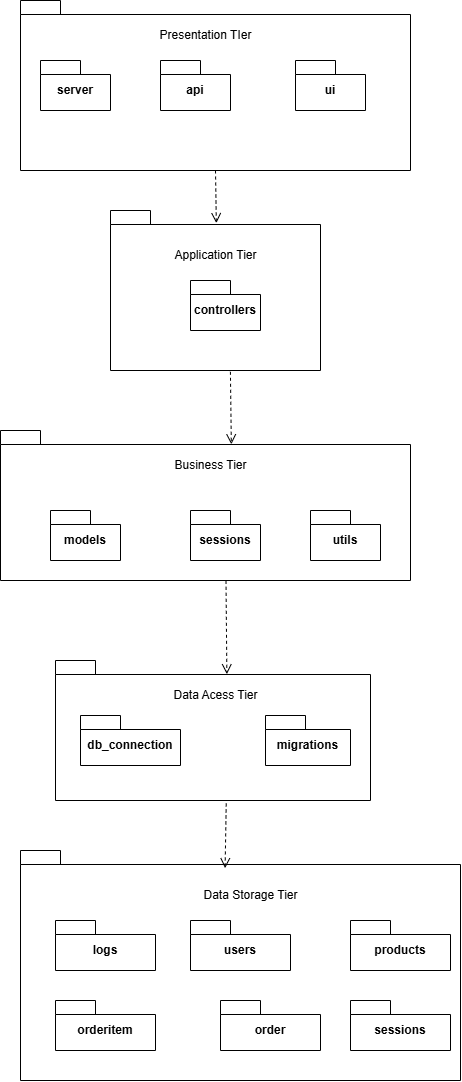 Presentation TIer
server
api
ui
Application Tier
controllers
Business Tier
models
sessions
utils
Data Acess Tier
db_connection
migrations
Data Storage Tier
logs
users
products
orderitem
order
sessions